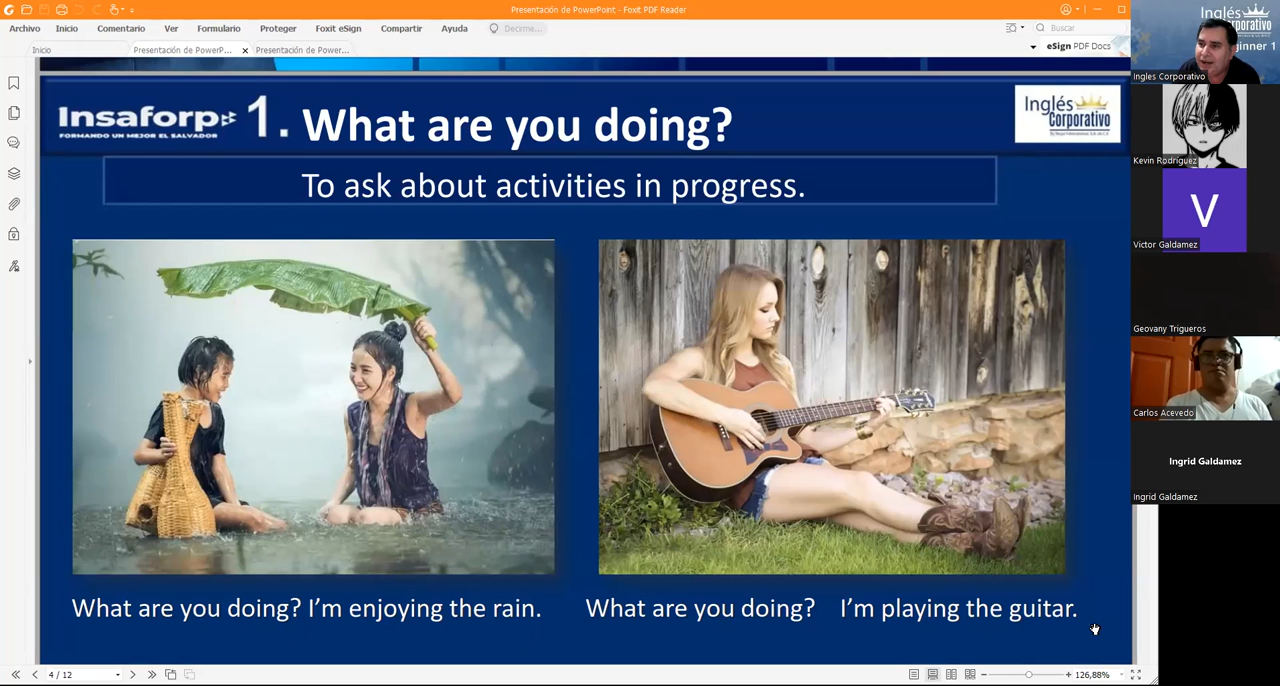 Presentación de PowerPoint - Foxit PDF Reader
Archivo Inicio Comentario Ver Formulario Proteger Foxit eSign Compartir Ayuda Decirme... Buscar
Inicio Presentación de PowerP... Presentación de Power... eSign PDF Docs
Insaforp
FORMANDO UN MEJOR EL SALVADOR
1. What are you doing?
Inglés
Corporativo
To ask about activities in progress.
What are you doing? I'm enjoying the rain.
What are you doing? I'm playing the guitar.
4 / 12
126,88%
Inglés
Corporativo
Ingles Corporativo
Kevin Rodríguez
V
Victor Galdamez
Geovany Trigueros
Carlos Acevedo
Ingrid Galdamez
Ingrid Galdamez